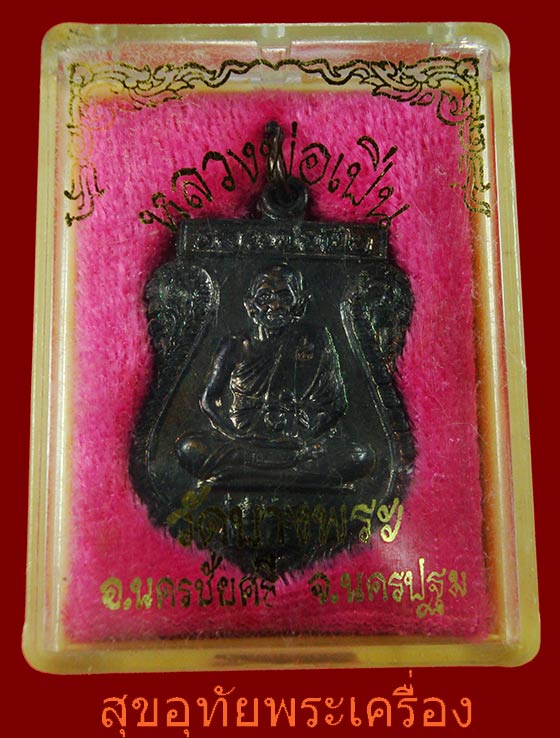 หลวงพ่อเปิ่น
วัดบางพระ
อ.นครชัยศรี จ.นครปฐม
สุขอุทัยพระเครื่อง